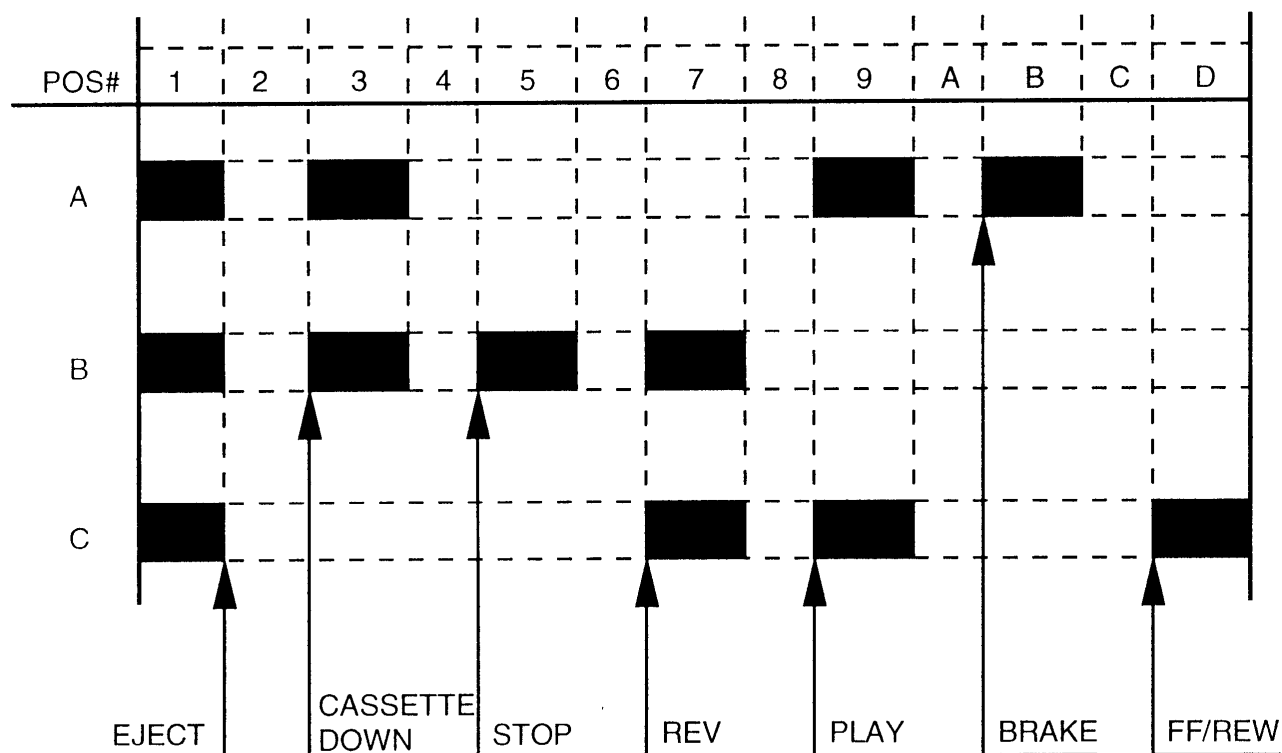 POS# 1 2 3 4 5 6 7 8 9 A B C D
A
B
C
EJECT
CASSETTE
DOWN
STOP
REV
PLAY
BRAKE
FF/REW